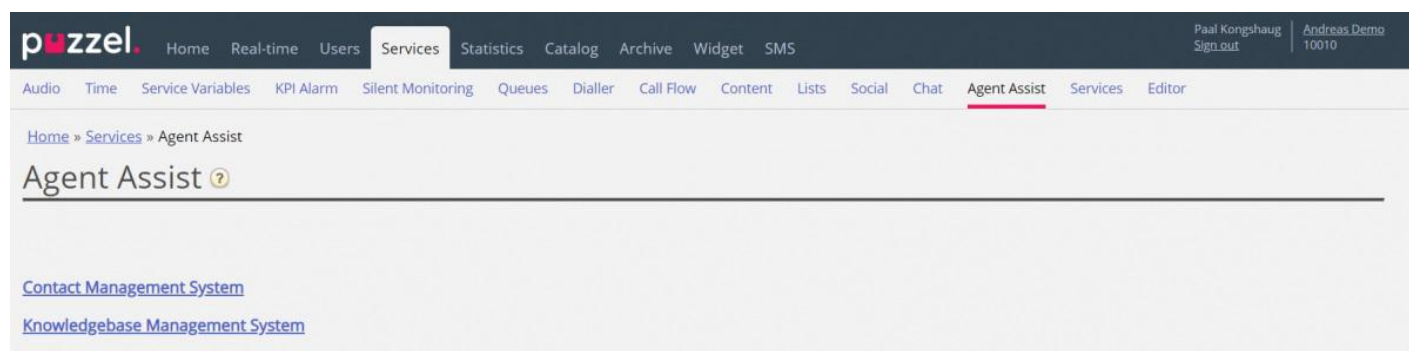 puzzel. Home Real-time Users Services Statistics Catalog Archive Widget SMS
Paal Kongshaug Andreas Demo
Sign out 10010
Audio Time Service Variables KPI Alarm Silent Monitoring Queues Dialler Call Flow Content Lists Social Chat Agent Assist Services Editor
Home » Services » Agent Assist
Agent Assist ?
Contact Management System
Knowledgebase Management System